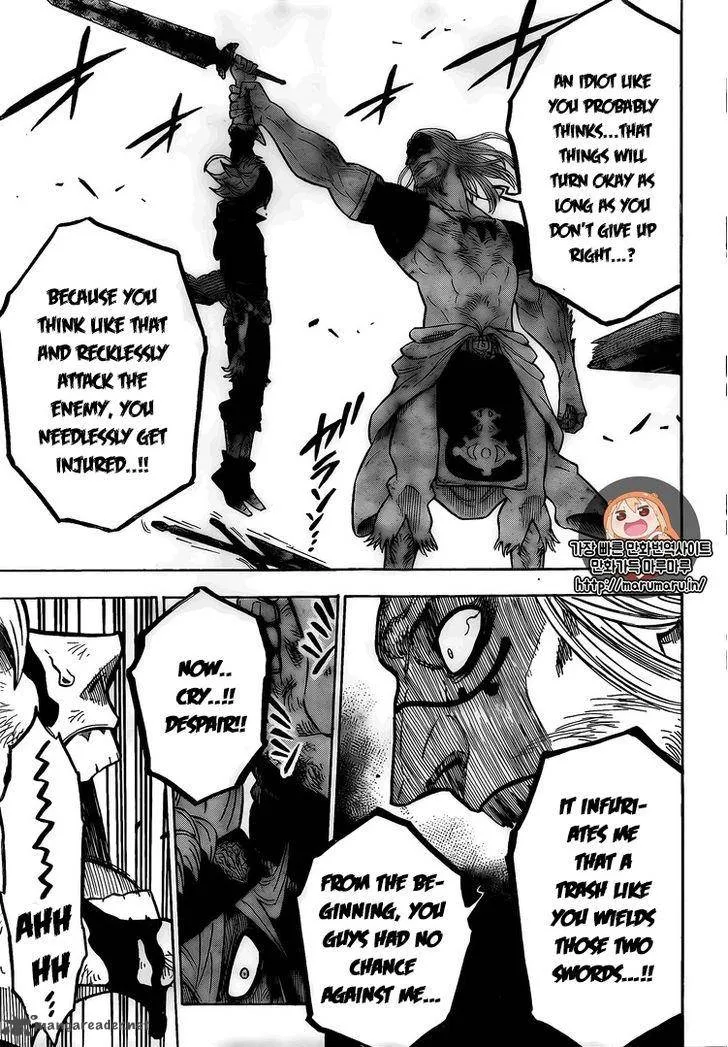 AN IDIOT LIKE
YOU PROBABLY
THINKS...THAT
THINGS WILL
TURN OKAY AS
LONG AS YOU
DON'T GIVE UP
RIGHT...?
BECAUSE YOU
THINK LIKE THAT
AND RECKLESSLY
ATTACK THE
ENEMY, YOU
NEEDLESSLY GET
INJURED..!!
가장 빠른 만화번역사이트
만화가득 마루마루
http://marumaru.in/
IT INFURI-
ATES ME
THAT A
TRASH LIKE
YOU WIELDS
THOSE TWO
SWORDS...!!
FROM THE BE-
GINNING, YOU
GUYS HAD NO
CHANCE
AGAINST ME...
NOW..
CRY..!!
DESPAIR!!
AHH
HH
mangareader.net